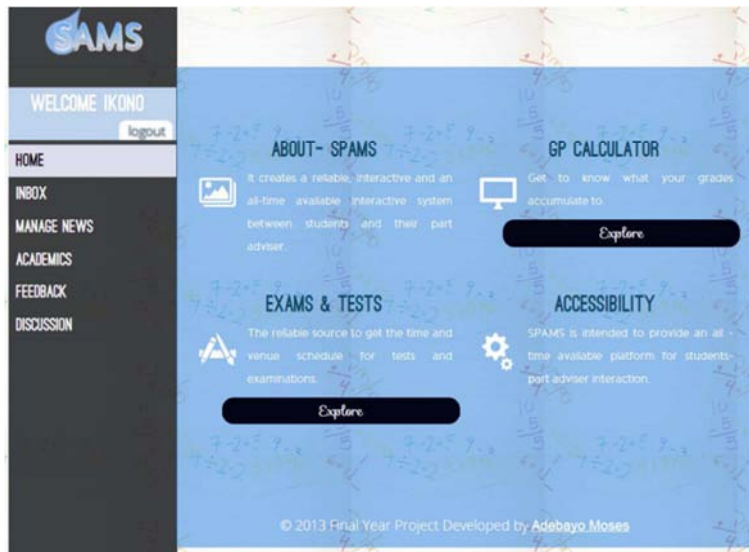 SAMS
WELCOME IKONO
logout
HOME
INBOX
MANAGE NEWS
ACADEMICS
FEEDBACK
DISCUSSION
ABOUT- SPAMS
It creates a reliable, interactive and an
all-time available interactive system
between students and their part
adviser.
GP CALCULATOR
Get to know what your grades
accumulate to.
Explore
EXAMS & TESTS
The reliable source to get the time and
venue schedule for tests and
examinations.
Explore
ACCESSIBILITY
SPAMS is intended to provide an all -
time available platform for students-
part adviser interaction.
© 2013 Final Year Project Developed by Adebayo Moses